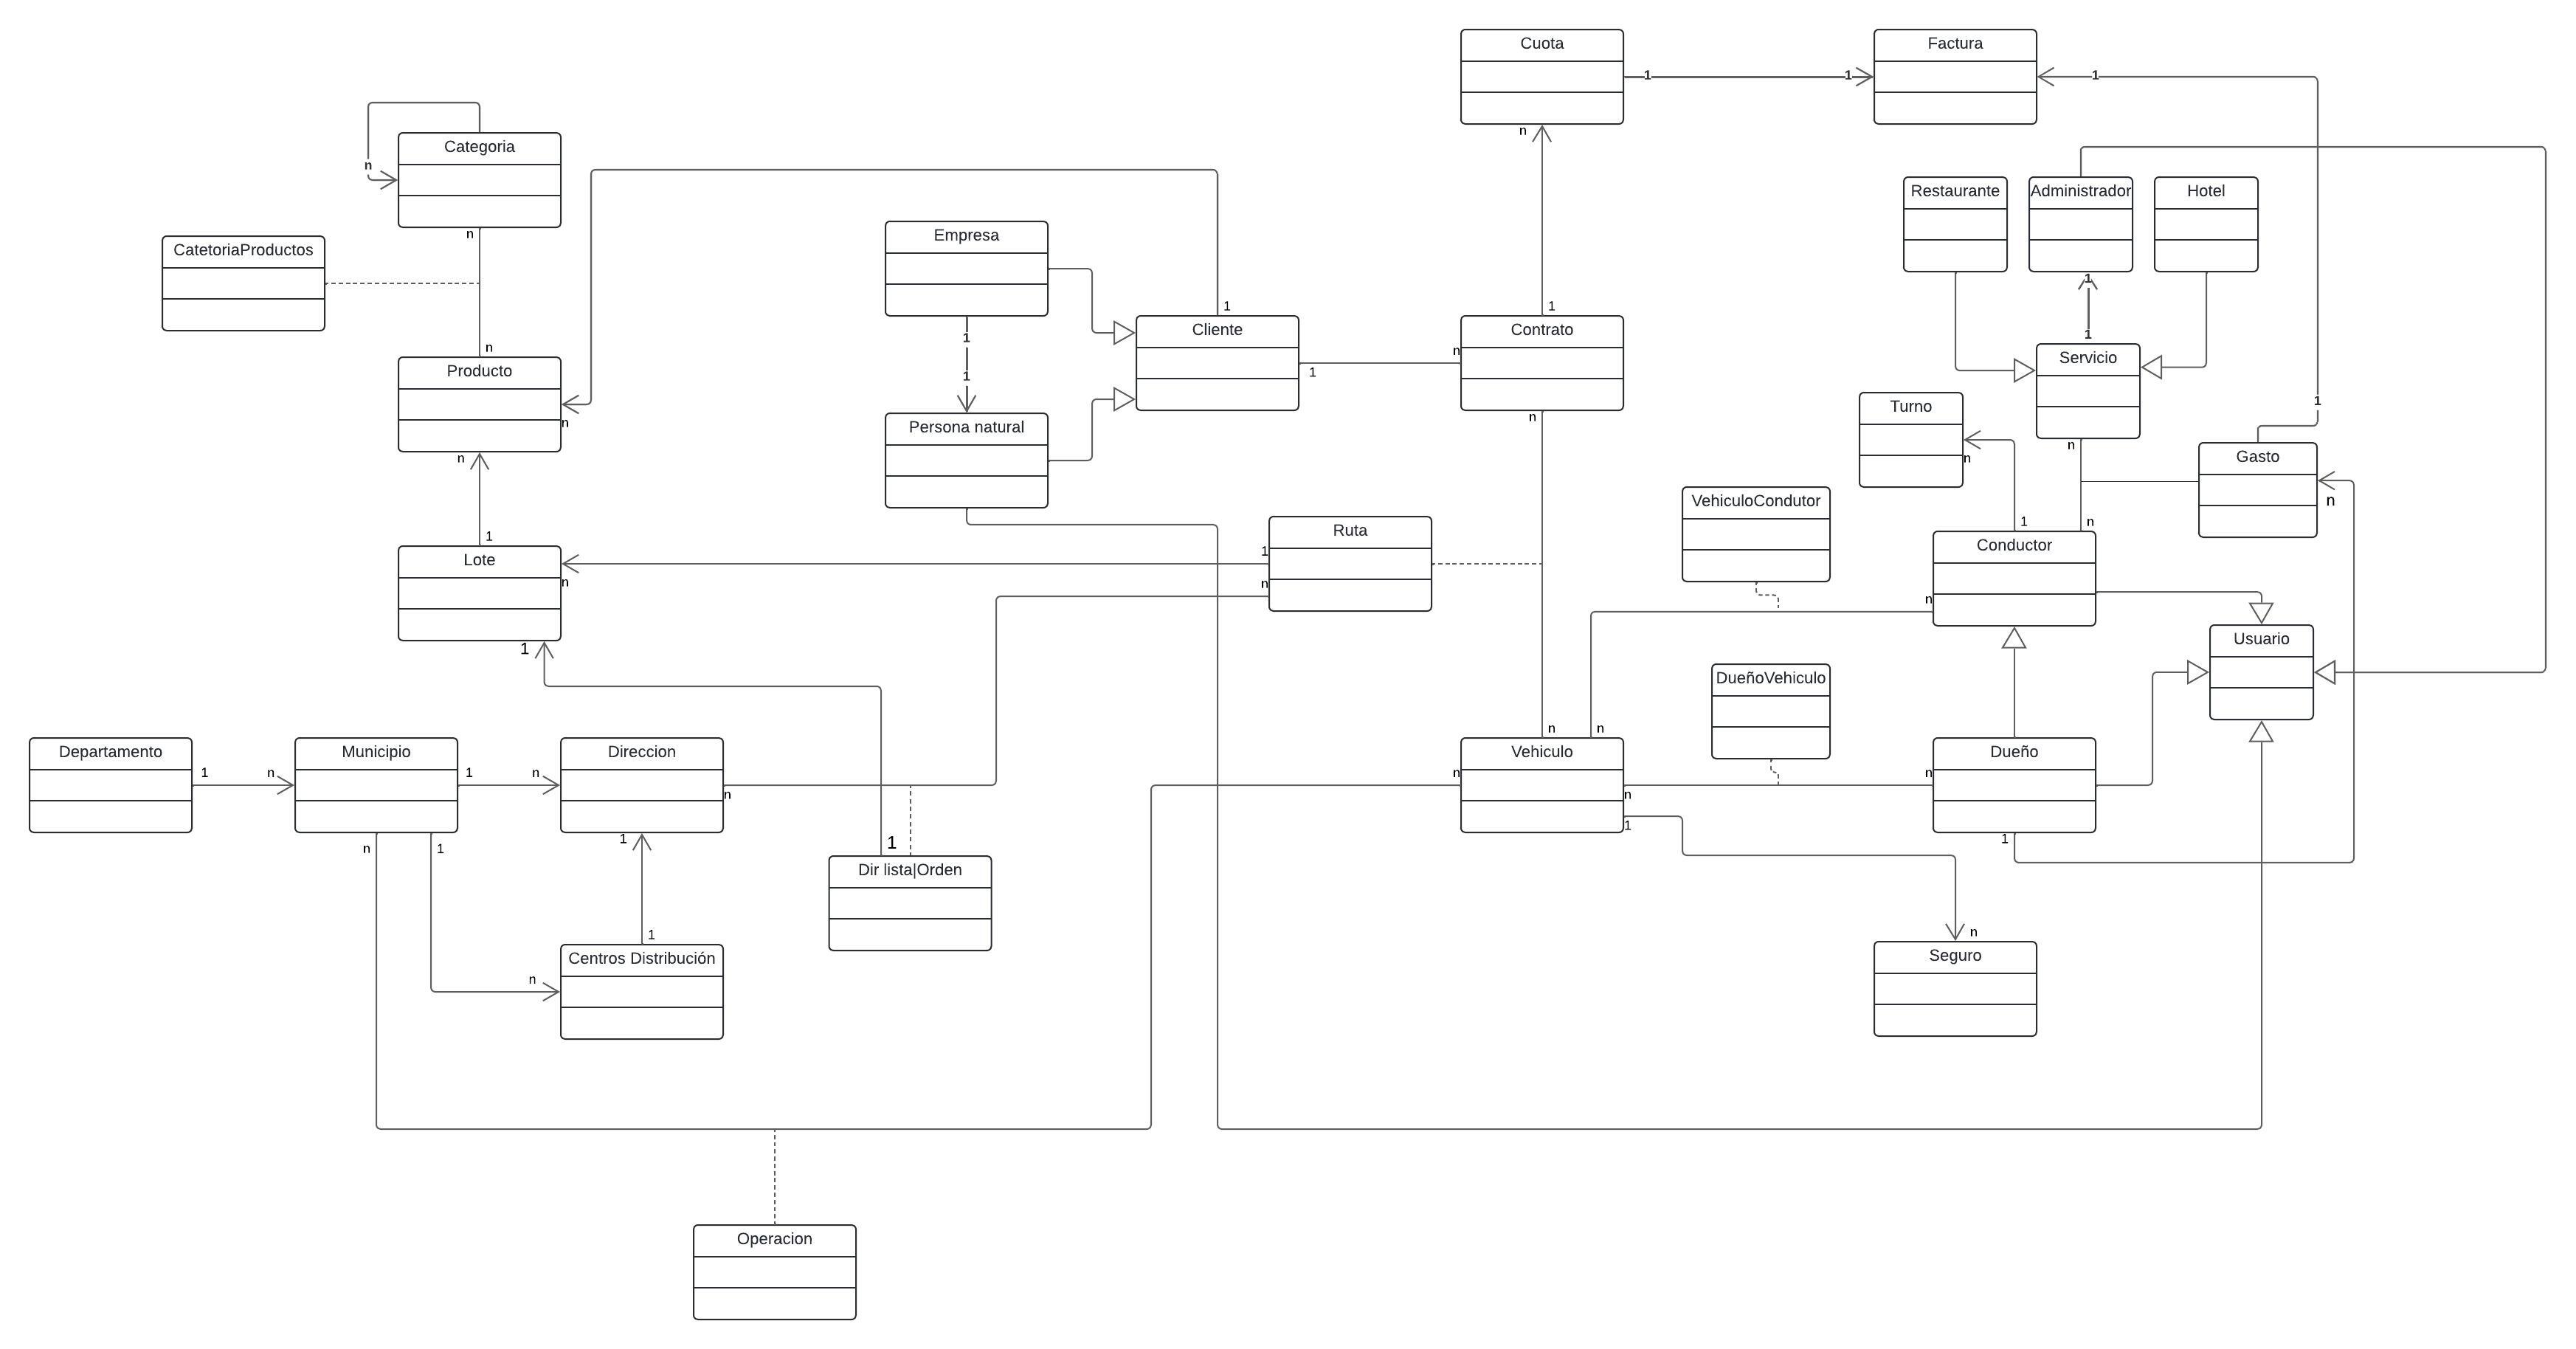 Cuota
Factura
1
1
1
n
Categoria
n
n
Restaurante
Administrador
Hotel
CatetoriaProductos
Empresa
1
1
1
1
Cliente
Contrato
1
Servicio
n
1
1
n
Producto
n
1
n
n
Persona natural
n
Turno
n
1
n
Gasto
n
VehiculoCondutor
1
n
1
Lote
n
Ruta
1
n
Conductor
n
1
Usuario
DueñoVehiculo
n
n
Departamento
Municipio
Direccion
Vehiculo
Dueño
1
n
1
n
n
n
n
n
1
1
n
1
1
1
Dir lista|Orden
1
Centros Distribución
n
n
Seguro
Operacion